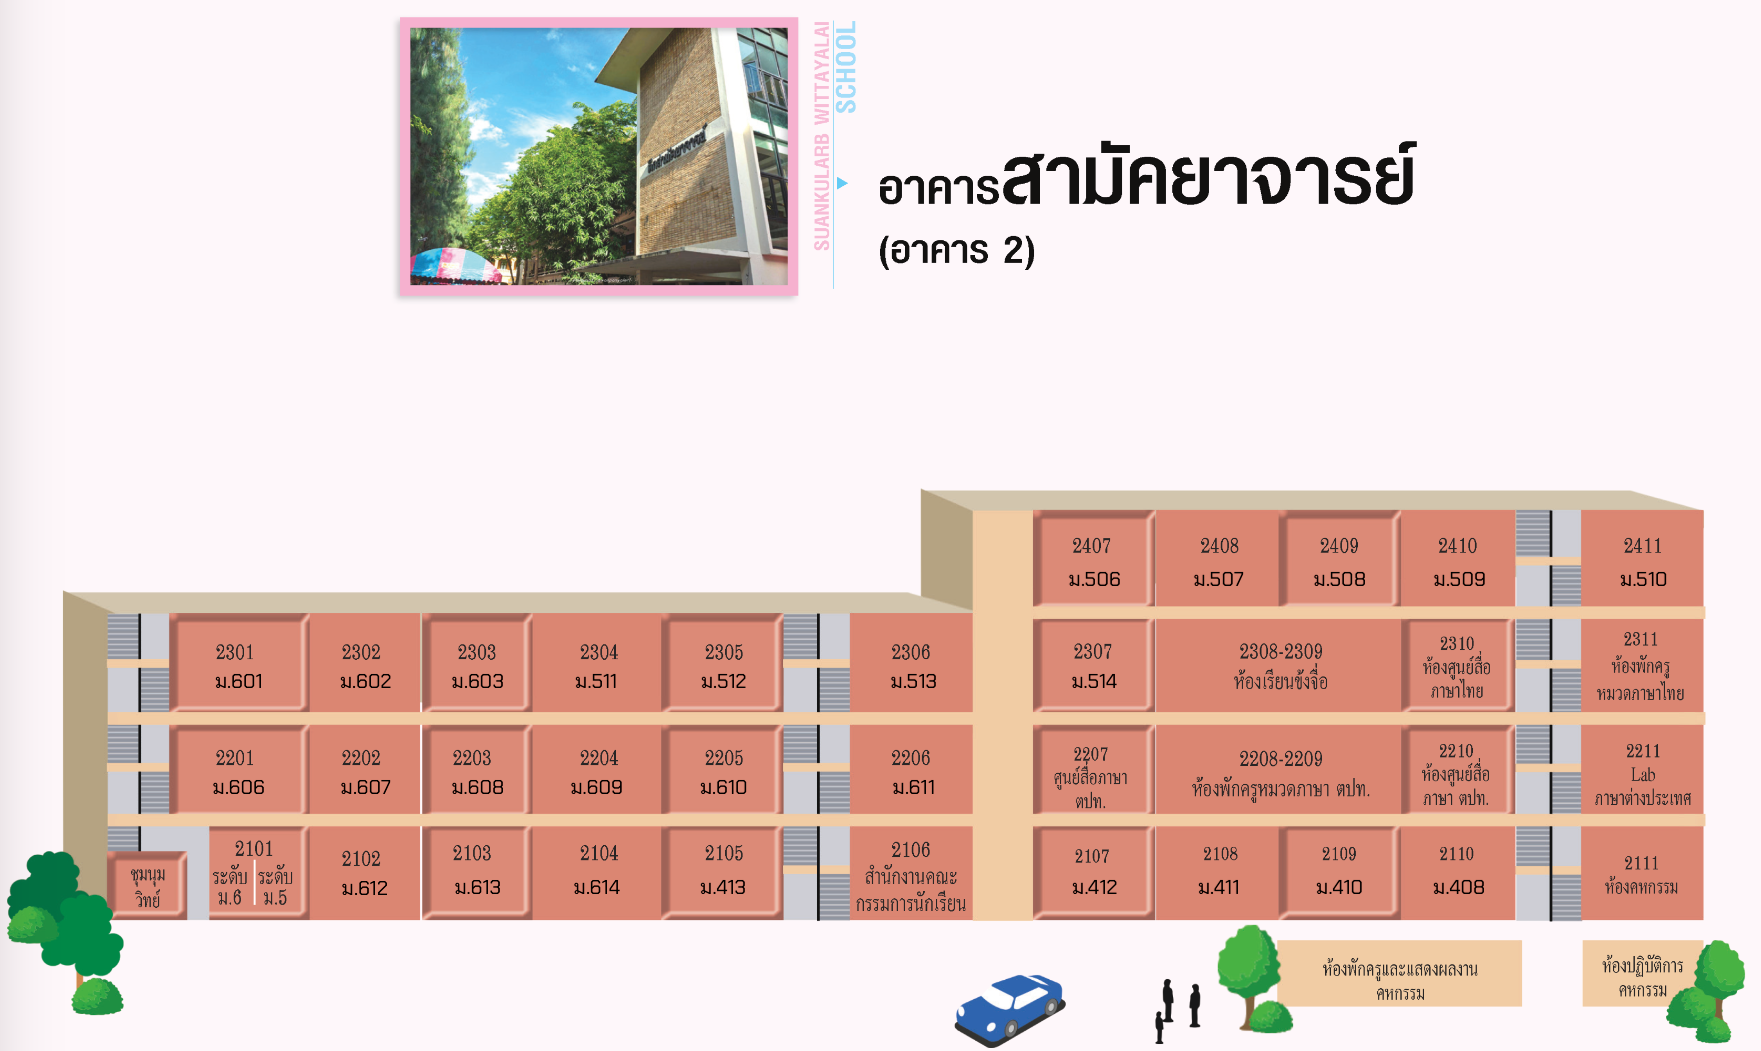 SUANKULARB WITTAYALAI
SCHOOL
อาคารสามัคยาจารย์
(อาคาร 2)
2407
ม.506
2408
ม.507
2409
ม.508
2410
ม.509
2411
ม.510
2301
ม.601
2302
ม.602
2303
ม.603
2304
ม.511
2305
ม.512
2306
ม.513
2307
ม.514
2308-2309
ห้องเรียนขังจื่อ
2310
ห้องศูนย์สื่อ
ภาษาไทย
2311
ห้องพักครู
หมวดภาษาไทย
2201
ม.606
2202
ม.607
2203
ม.608
2204
ม.609
2205
ม.610
2206
ม.611
2207
ศูนย์สื่อภาษา
ตปท.
2208-2209
ห้องพักครูหมวดภาษา ตปท.
2210
ห้องศูนย์สื่อ
ภาษา ตปท.
2211
Lab
ภาษาต่างประเทศ
ชุมนุม
วิทย์
2101
ระดับ ระดับ
ม.6 ม.5
2102
ม.612
2103
ม.613
2104
ม.614
2105
ม.413
2106
สำนักงานคณะ
กรรมการนักเรียน
2107
ม.412
2108
ม.411
2109
ม.410
2110
ม.408
2111
ห้องคหกรรม
ห้องพักครูและแสดงผลงาน
คหกรรม
ห้องปฏิบัติการ
คหกรรม